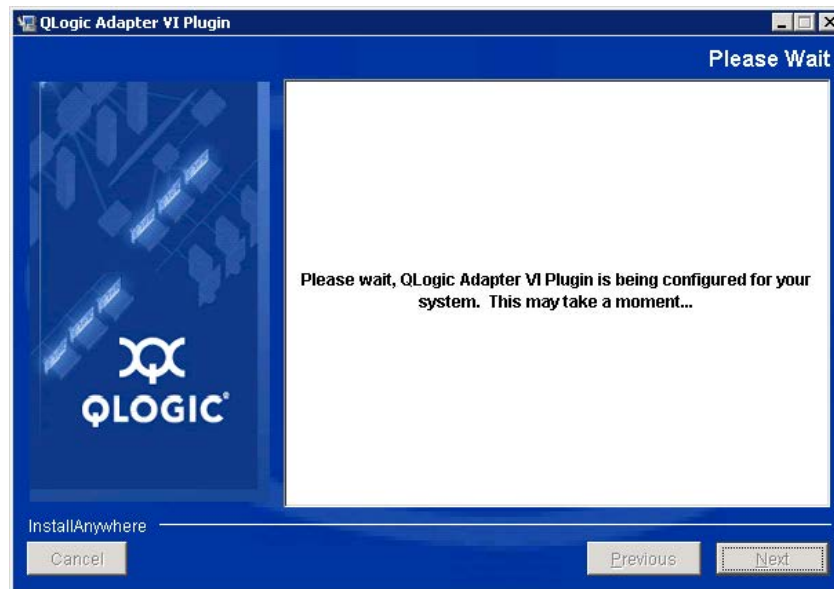 QLogic Adapter VI Plugin
Please Wait
Please wait, QLogic Adapter VI Plugin is being configured for your
system. This may take a moment...
QLOGIC®
InstallAnywhere
Cancel
Previous
Next